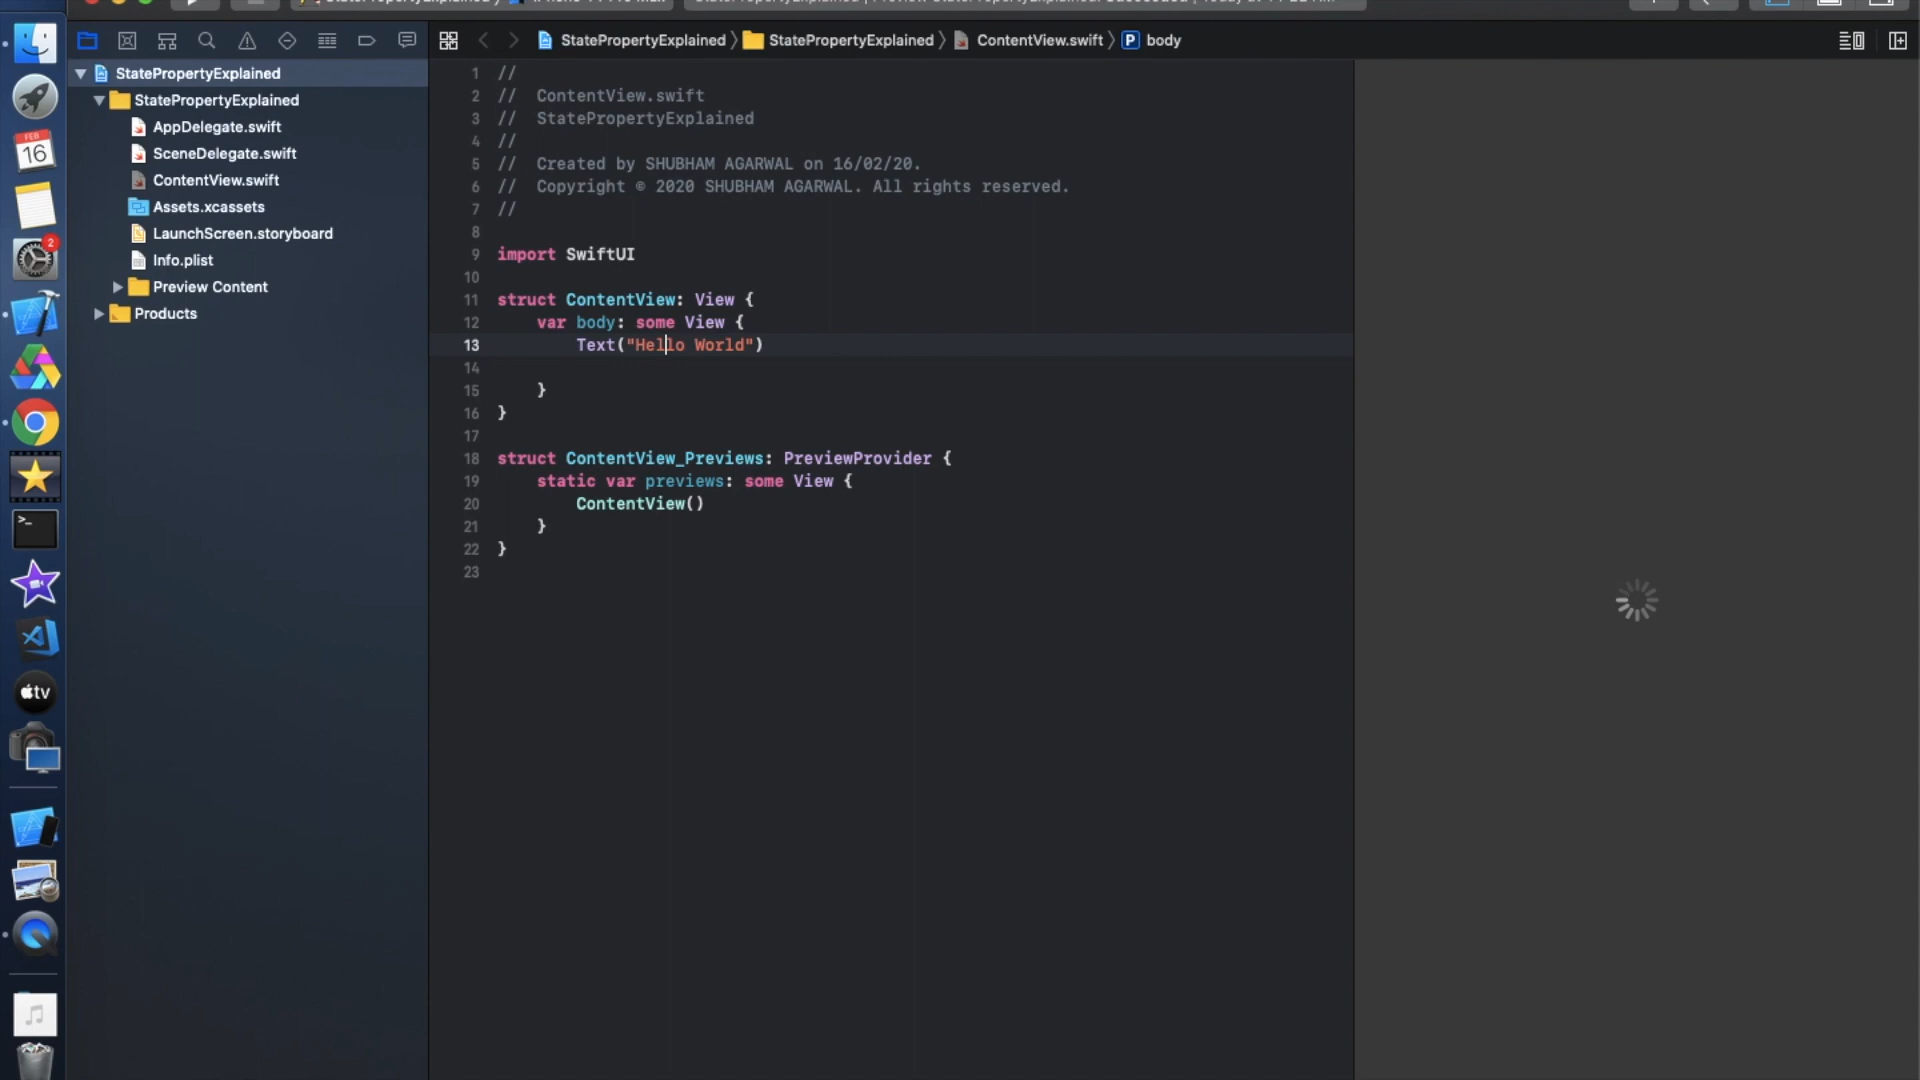 StatePropertyExplained
StatePropertyExplained
AppDelegate.swift
SceneDelegate.swift
ContentView.swift
Assets.xcassets
LaunchScreen.storyboard
Info.plist
Preview Content
Products
StatePropertyExplained 〉 StatePropertyExplained 〉 ContentView.swift 〉 P body
1 //
2 //  ContentView.swift
3 //  StatePropertyExplained
4 //
5 //  Created by SHUBHAM AGARWAL on 16/02/20.
6 //  Copyright © 2020 SHUBHAM AGARWAL. All rights reserved.
7 //
8
9 import SwiftUI
10
11 struct ContentView: View {
12     var body: some View {
13         Text("Hello World")
14
15     }
16 }
17
18 struct ContentView_Previews: PreviewProvider {
19     static var previews: some View {
20         ContentView()
21     }
22 }
23
FEB
16
2
>_
tv